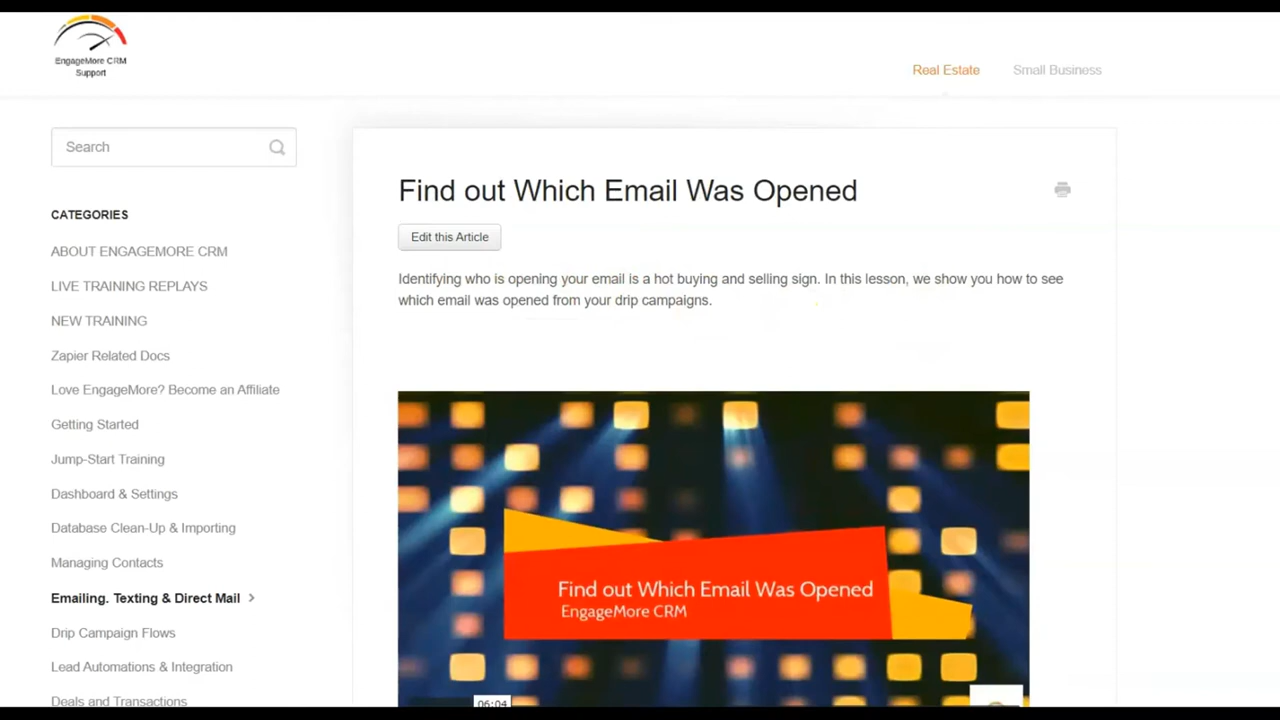 EngageMore CRM
Support
Real Estate
Small Business
Search
CATEGORIES
ABOUT ENGAGEMORE CRM
LIVE TRAINING REPLAYS
NEW TRAINING
Zapier Related Docs
Love EngageMore? Become an Affiliate
Getting Started
Jump-Start Training
Dashboard & Settings
Database Clean-Up & Importing
Managing Contacts
Emailing. Texting & Direct Mail
Drip Campaign Flows
Lead Automations & Integration
Deals and Transactions
Find out Which Email Was Opened
Edit this Article
Identifying who is opening your email is a hot buying and selling sign. In this lesson, we show you how to see
which email was opened from your drip campaigns.
Find out Which Email Was Opened
EngageMore CRM
06:04